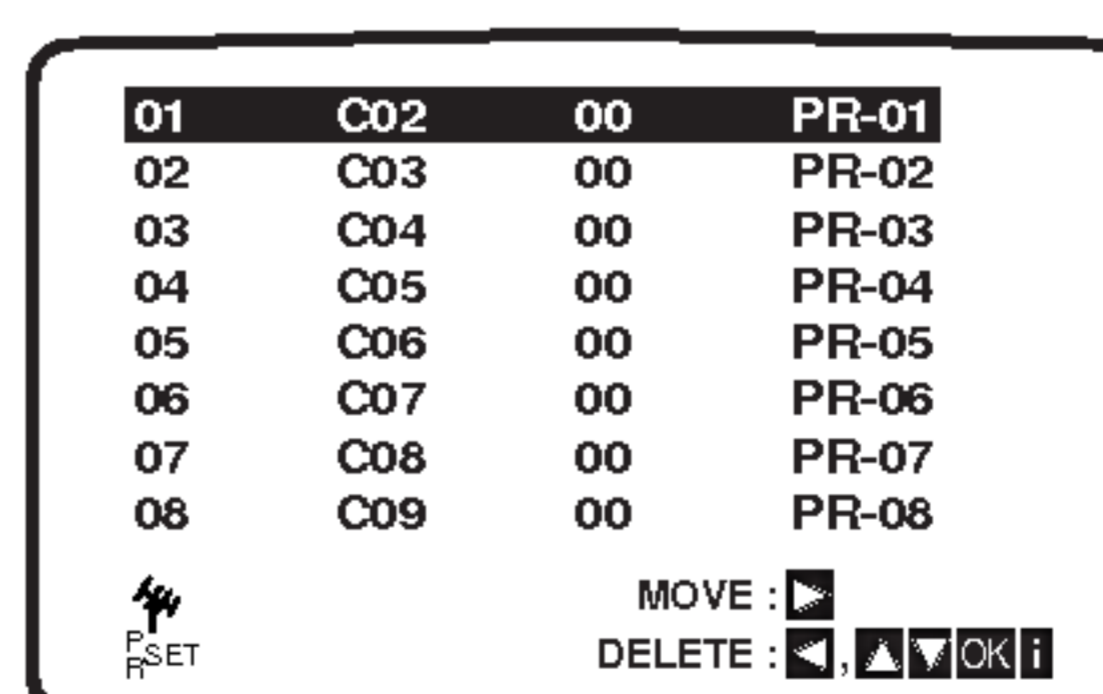 01 C02 00 PR-01
02 C03 00 PR-02
03 C04 00 PR-03
04 C05 00 PR-04
05 C06 00 PR-05
06 C07 00 PR-06
07 C08 00 PR-07
08 C09 00 PR-08
MOVE : ▷
PR SET DELETE : ◁, △ ▽ OK i